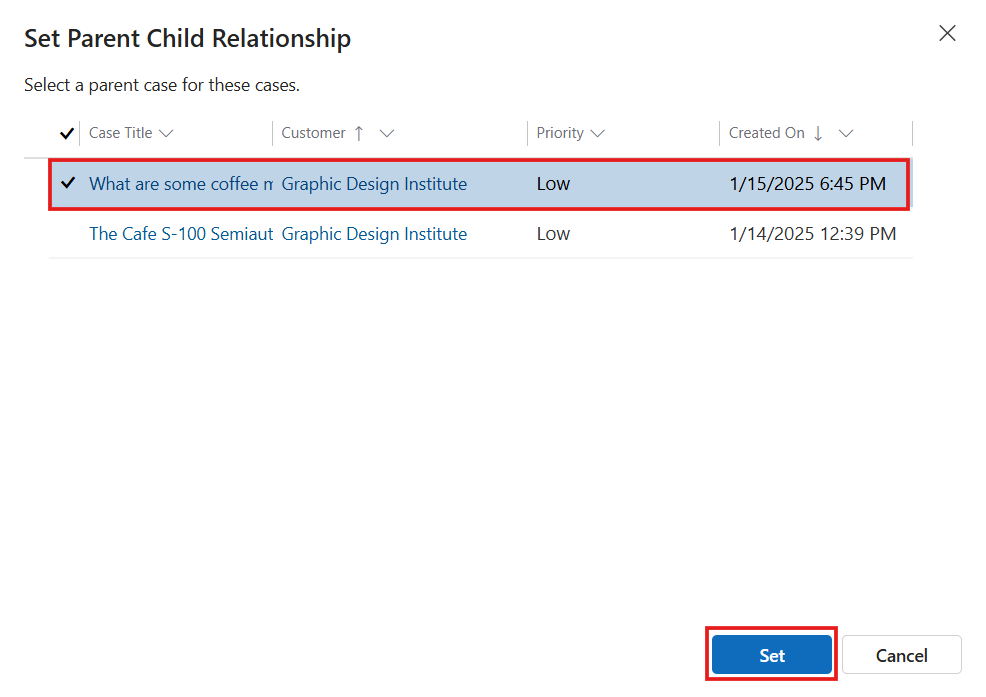 Set Parent Child Relationship
Select a parent case for these cases.
Case Title Customer Priority Created On
What are some coffee m Graphic Design Institute Low 1/15/2025 6:45 PM
The Cafe S-100 Semiaut Graphic Design Institute Low 1/14/2025 12:39 PM
Set Cancel